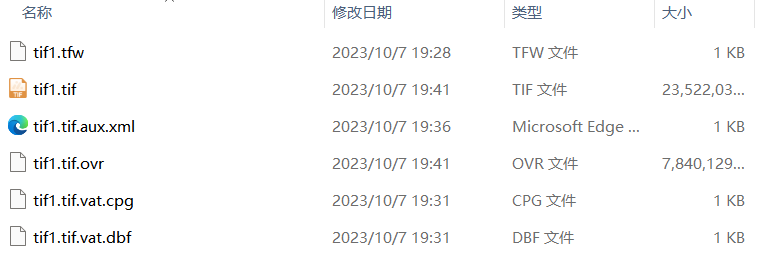 名称 修改日期 类型 大小
tif1.tfw 2023/10/7 19:28 TFW 文件 1 KB
tif1.tif 2023/10/7 19:41 TIF 文件 23,522,03...
tif1.tif.aux.xml 2023/10/7 19:36 Microsoft Edge ... 1 KB
tif1.tif.ovr 2023/10/7 19:41 OVR 文件 7,840,129...
tif1.tif.vat.cpg 2023/10/7 19:31 CPG 文件 1 KB
tif1.tif.vat.dbf 2023/10/7 19:31 DBF 文件 1 KB